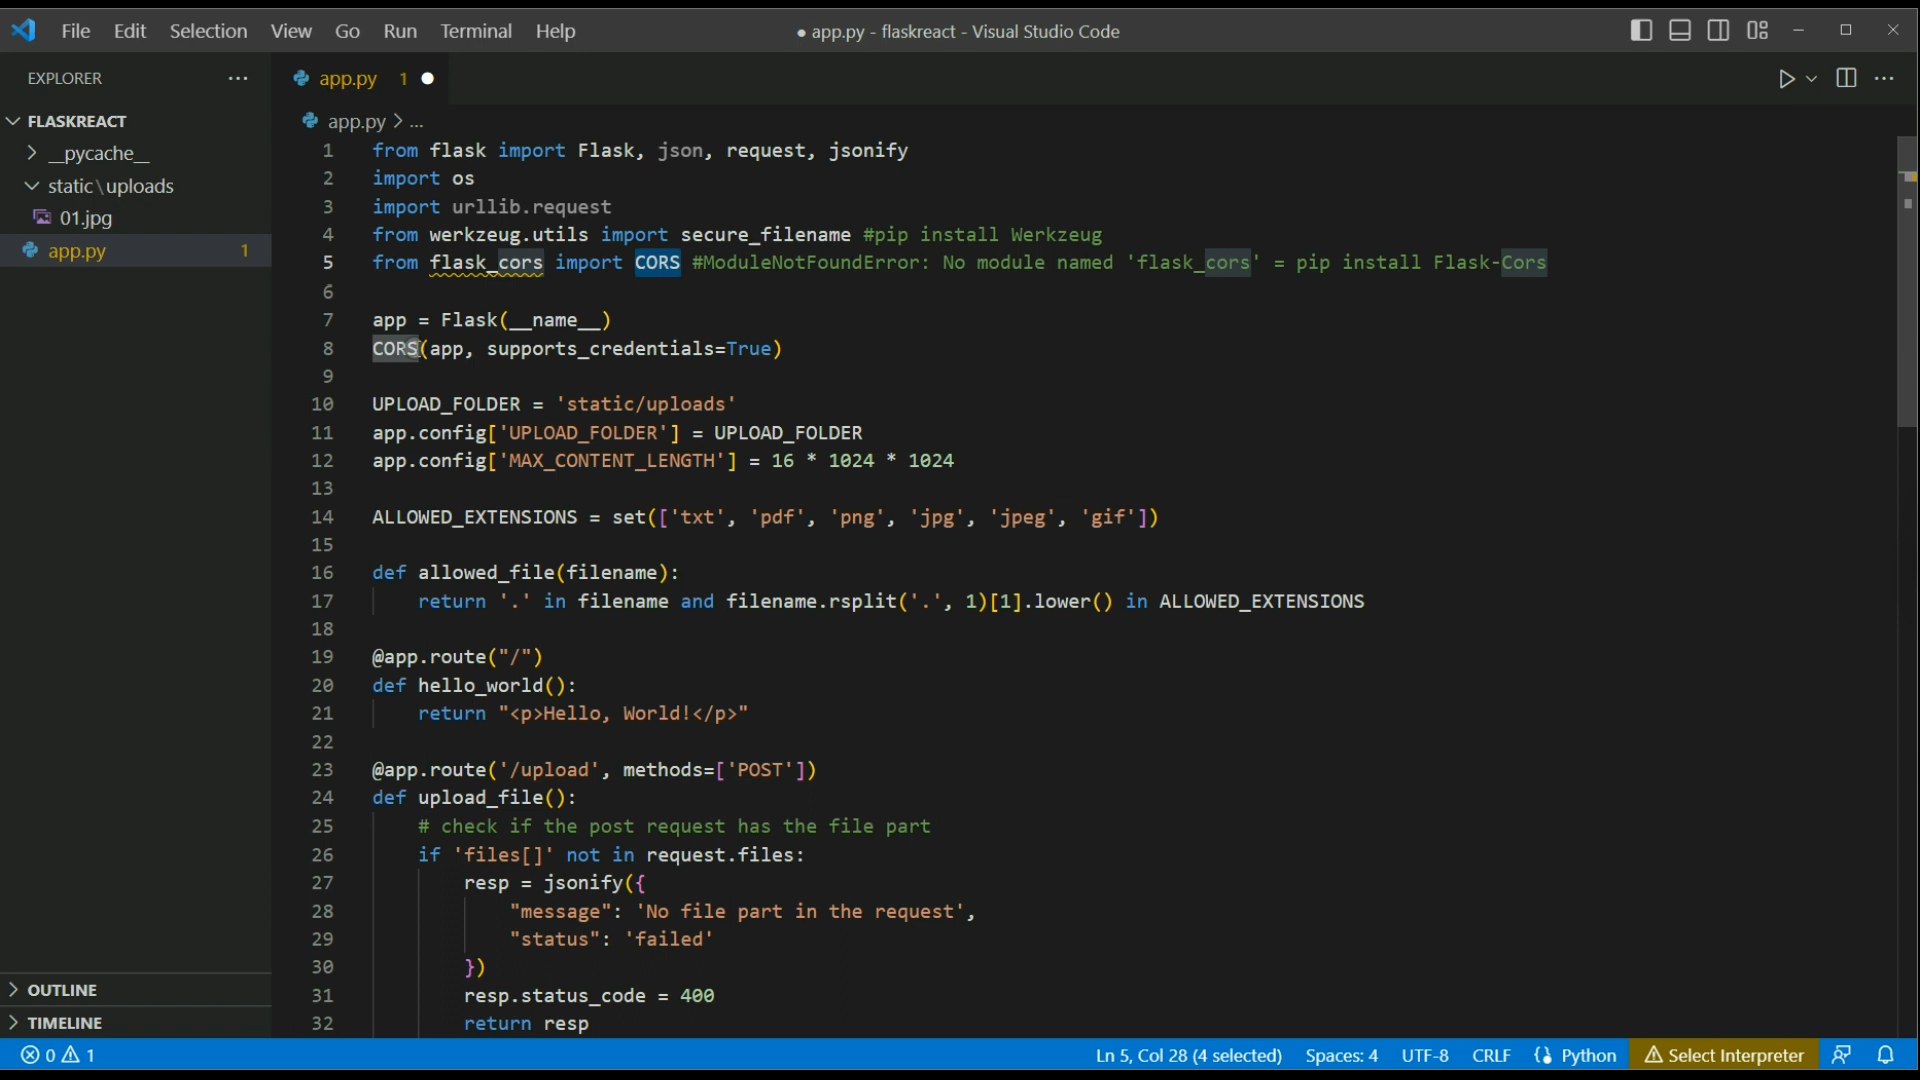 File Edit Selection View Go Run Terminal Help
● app.py - flaskreact - Visual Studio Code
EXPLORER ...
app.py 1 ●
FLASKREACT
__pycache__
static\uploads
01.jpg
app.py 1
OUTLINE
TIMELINE
app.py > ...
1 from flask import Flask, json, request, jsonify
2 import os
3 import urllib.request
4 from werkzeug.utils import secure_filename #pip install Werkzeug
5 from flask_cors import CORS #ModuleNotFoundError: No module named 'flask_cors' = pip install Flask-Cors
6
7 app = Flask(__name__)
8 CORS(app, supports_credentials=True)
9
10 UPLOAD_FOLDER = 'static/uploads'
11 app.config['UPLOAD_FOLDER'] = UPLOAD_FOLDER
12 app.config['MAX_CONTENT_LENGTH'] = 16 * 1024 * 1024
13
14 ALLOWED_EXTENSIONS = set(['txt', 'pdf', 'png', 'jpg', 'jpeg', 'gif'])
15
16 def allowed_file(filename):
17     return '.' in filename and filename.rsplit('.', 1)[1].lower() in ALLOWED_EXTENSIONS
18
19 @app.route("/")
20 def hello_world():
21     return "<p>Hello, World!</p>"
22
23 @app.route('/upload', methods=['POST'])
24 def upload_file():
25     # check if the post request has the file part
26     if 'files[]' not in request.files:
27         resp = jsonify({
28             "message": 'No file part in the request',
29             "status": 'failed'
30         })
31         resp.status_code = 400
32         return resp
0 1 Ln 5, Col 28 (4 selected) Spaces: 4 UTF-8 CRLF Python Select Interpreter